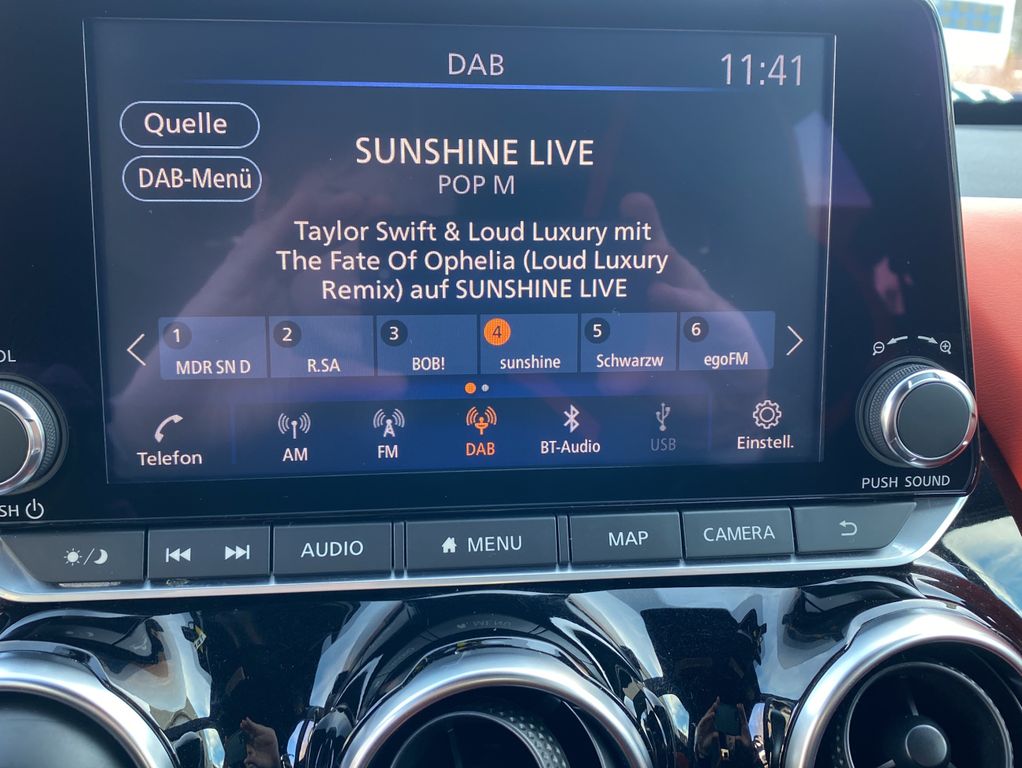 DAB
11:41
Quelle
DAB-Menü
SUNSHINE LIVE
POP M
Taylor Swift & Loud Luxury mit
The Fate Of Ophelia (Loud Luxury
Remix) auf SUNSHINE LIVE
1 2 3 4 5 6
MDR SN D R.SA BOB! sunshine Schwarzw egoFM
Telefon AM FM DAB BT-Audio USB Einstell.
PUSH SOUND
AUDIO MENU MAP CAMERA